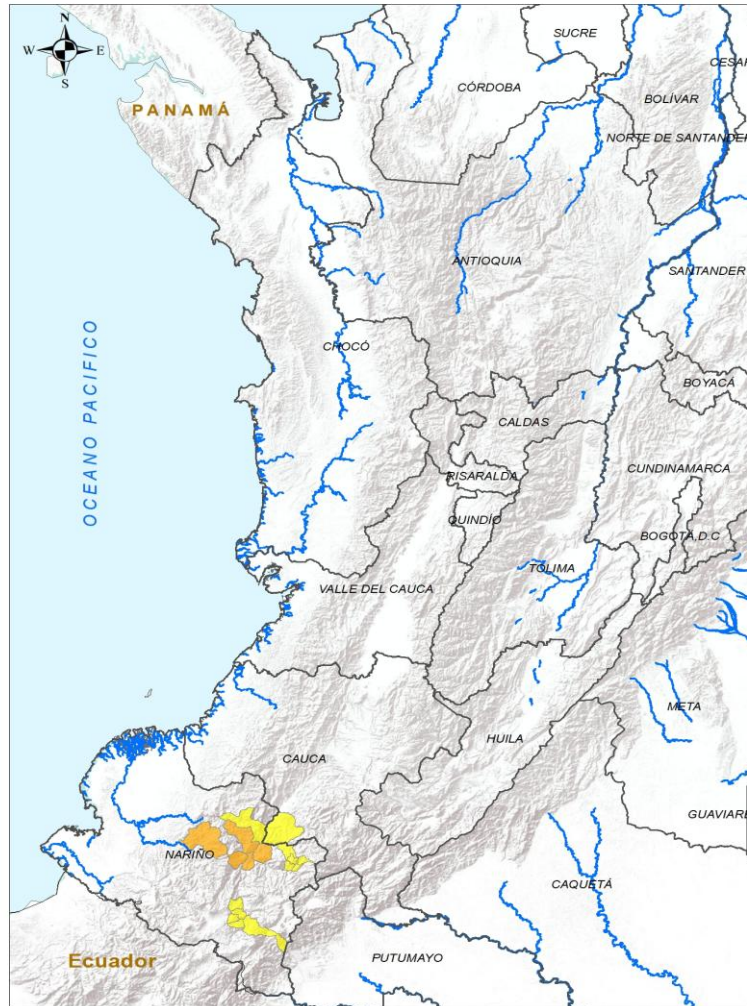 N
W E
S
SUCRE
CESAR
CÓRDOBA
BOLÍVAR
PANAMÁ
NORTE DE SANTANDER
ANTIOQUIA
SANTANDER
OCEANO PACIFICO
CHOCÓ
BOYACÁ
CALDAS
CUNDINAMARCA
RISARALDA
QUINDÍO
BOGOTÁ,D.C
TOLIMA
VALLE DEL CAUCA
META
HUILA
CAUCA
GUAVIARE
NARIÑO
CAQUETÁ
PUTUMAYO
Ecuador